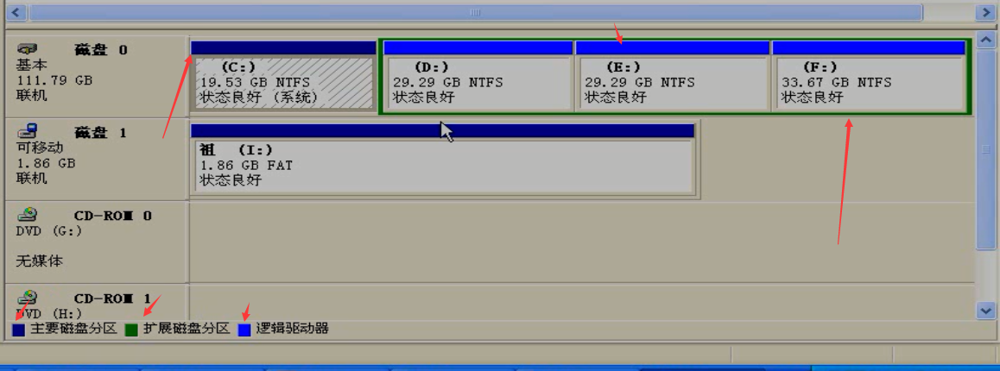 磁盘 0
基本
111.79 GB
联机
(C:)
19.53 GB NTFS
状态良好 (系统)
(D:)
29.29 GB NTFS
状态良好
(E:)
29.29 GB NTFS
状态良好
(F:)
33.67 GB NTFS
状态良好
磁盘 1
可移动
1.86 GB
联机
祖 (I:)
1.86 GB FAT
状态良好
CD-ROM 0
DVD (G:)
无媒体
CD-ROM 1
DVD (H:)
主要磁盘分区 扩展磁盘分区 逻辑驱动器